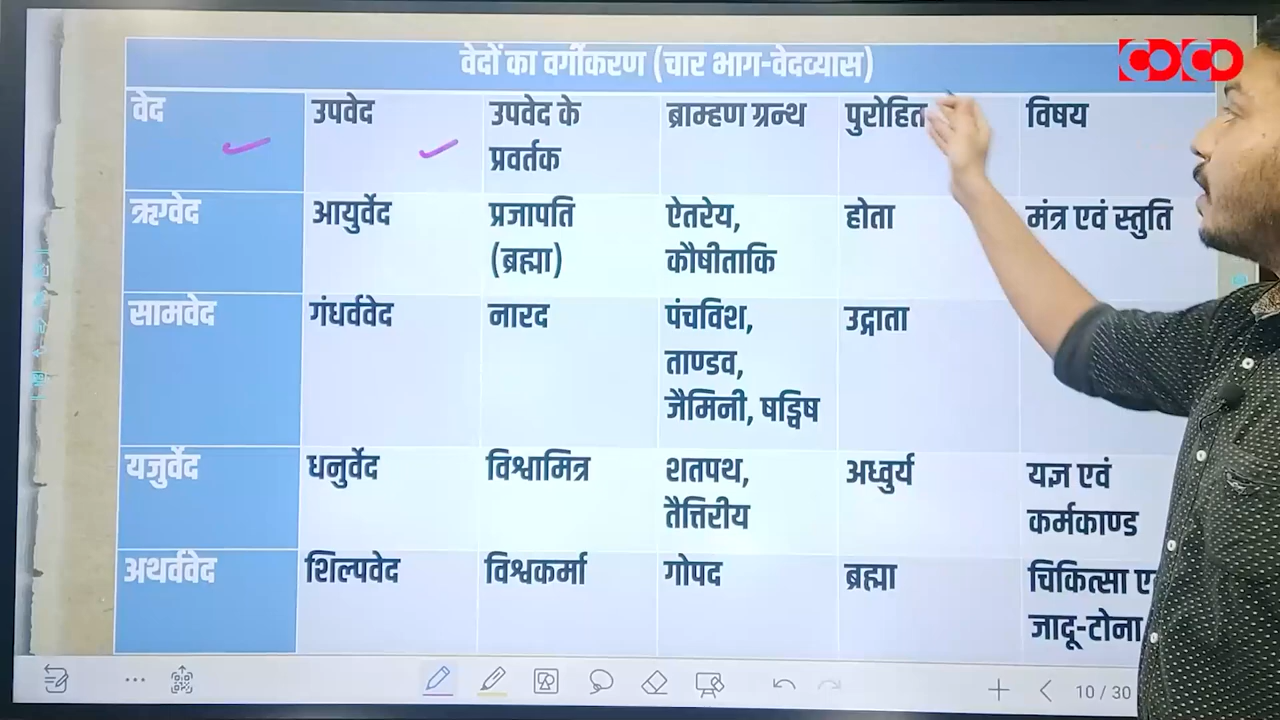 वेदों का वर्गीकरण (चार भाग-वेदव्यास)
COCO
वेद उपवेद उपवेद के प्रवर्तक ब्राम्हण ग्रन्थ पुरोहित विषय
ऋग्वेद आयुर्वेद प्रजापति (ब्रह्मा) ऐतरेय, कौषीताकि होता मंत्र एवं स्तुति
सामवेद गंधर्ववेद नारद पंचविश, ताण्डव, जैमिनी, षड्विष उद्गाता
यजुर्वेद धनुर्वेद विश्वामित्र शतपथ, तैत्तिरीय अध्वुर्य यज्ञ एवं कर्मकाण्ड
अथर्ववेद शिल्पवेद विश्वकर्मा गोपद ब्रह्मा चिकित्सा जादू-टोना
10 / 30